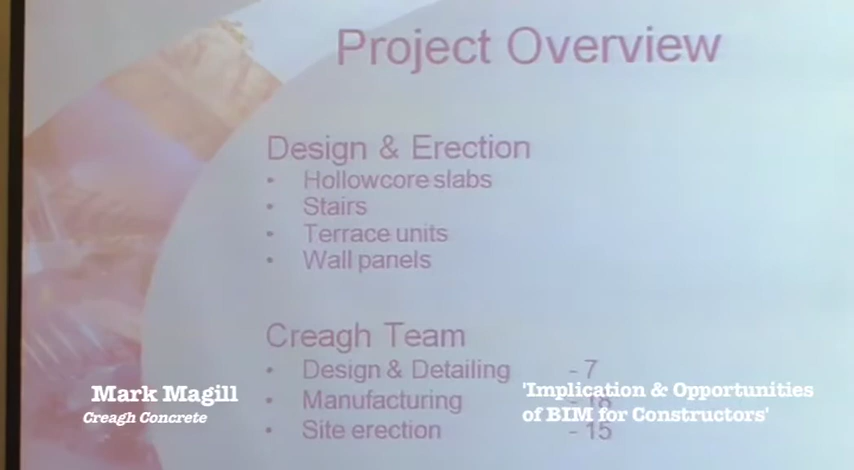 Project Overview
Design & Erection
• Hollowcore slabs
• Stairs
• Terrace units
• Wall panels
Creagh Team
• Design & Detailing - 7
• Manufacturing
• Site erection - 15
Mark Magill
Creagh Concrete
'Implication & Opportunities
of BIM for Constructors'